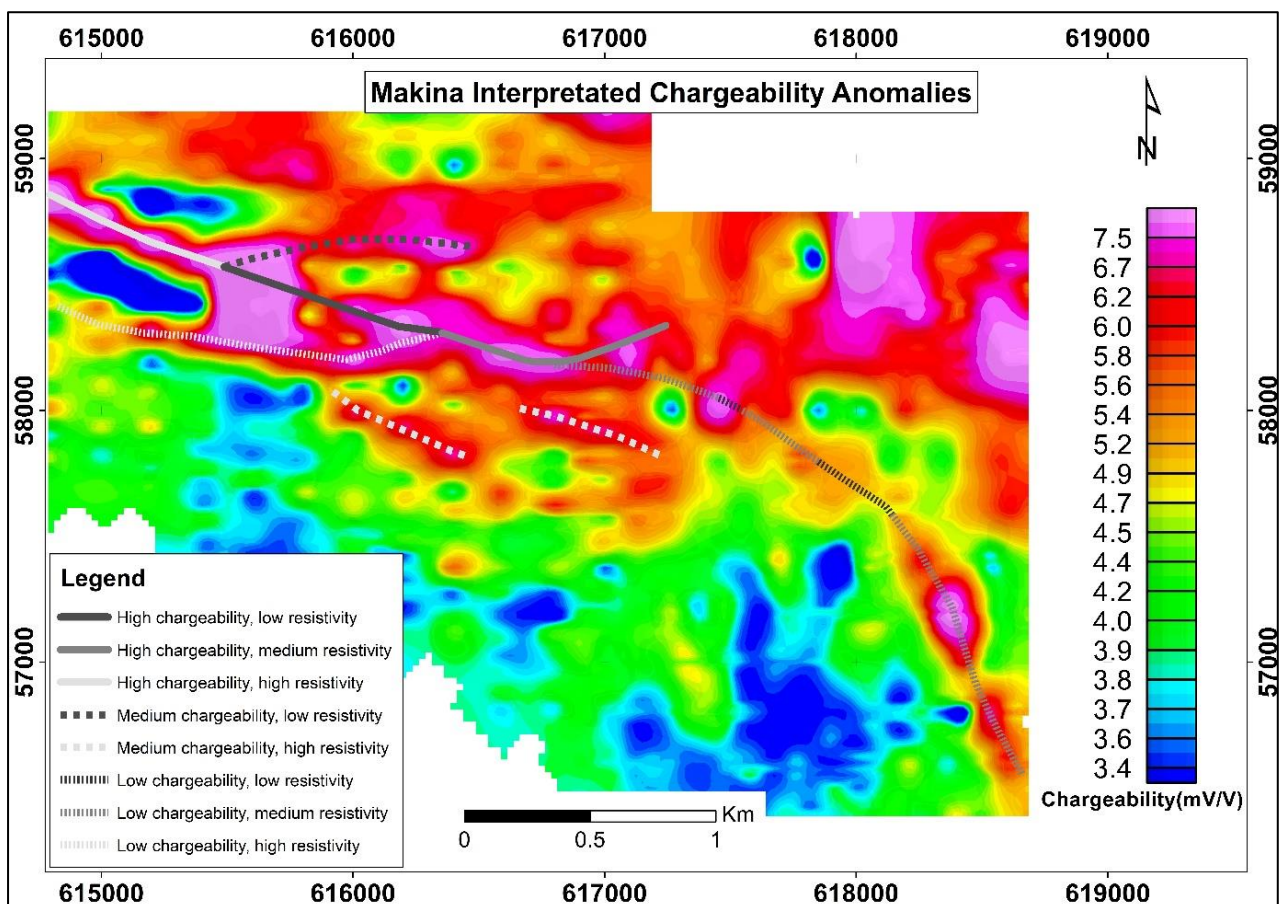 615000 616000 617000 618000 619000
Makina Interpretated Chargeability Anomalies
N
59000
58000
57000
59000
58000
57000
7.5
6.7
6.2
6.0
5.8
5.6
5.4
5.2
4.9
4.7
4.5
4.4
4.2
4.0
3.9
3.8
3.7
3.6
3.4
Chargeability(mV/V)
Legend
High chargeability, low resistivity
High chargeability, medium resistivity
High chargeability, high resistivity
Medium chargeability, low resistivity
Medium chargeability, high resistivity
Low chargeability, low resistivity
Low chargeability, medium resistivity
Low chargeability, high resistivity
Km
0 0.5 1
615000 616000 617000 618000 619000